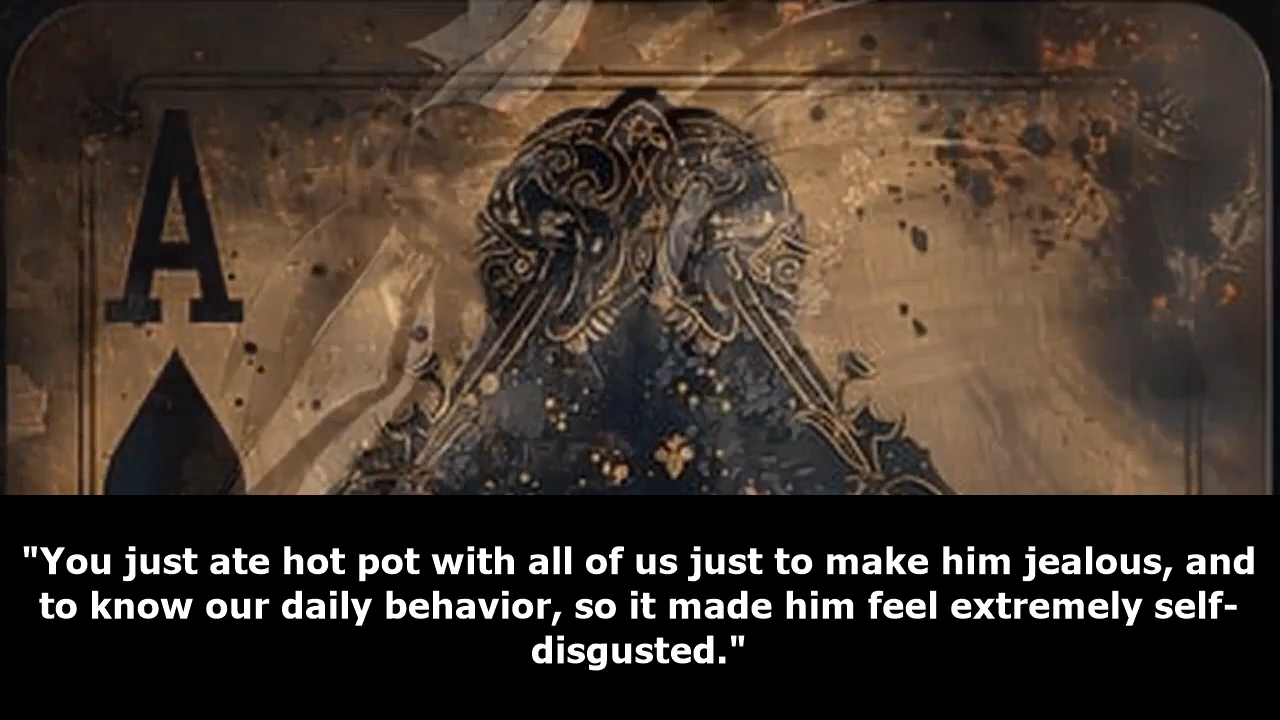 A
"You just ate hot pot with all of us just to make him jealous, and
to know our daily behavior, so it made him feel extremely self-
disgusted."